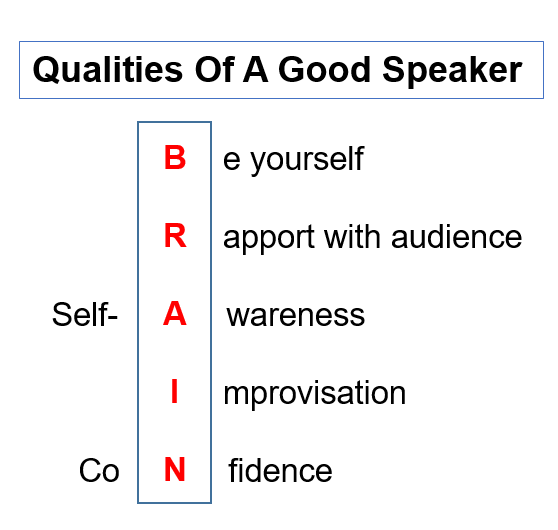 Qualities Of A Good Speaker
B e yourself
R apport with audience
Self- A wareness
I mprovisation
Co N fidence